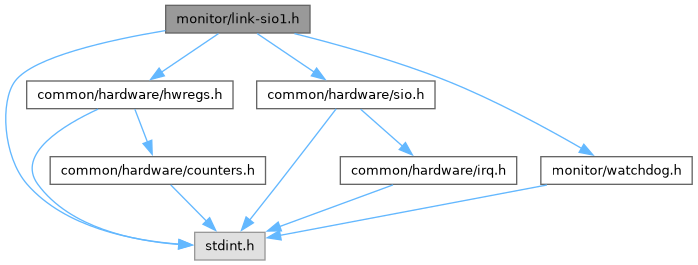 monitor/link-sio1.h
common/hardware/hwregs.h
common/hardware/sio.h
common/hardware/counters.h
common/hardware/irq.h
monitor/watchdog.h
stdint.h